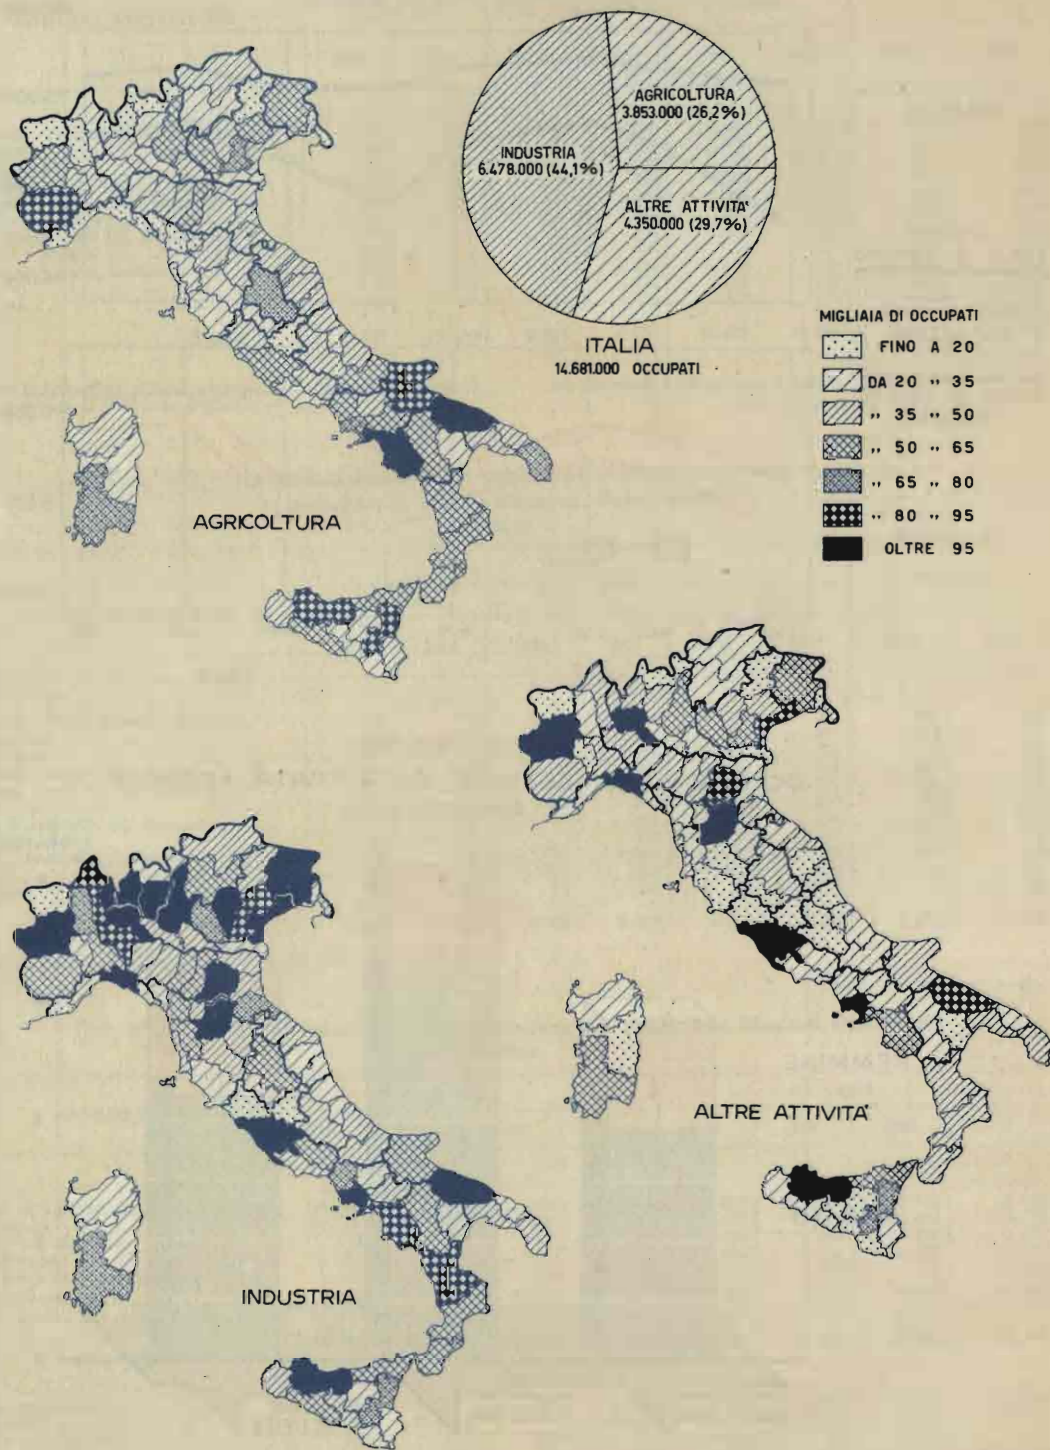 AGRICOLTURA
3.853.000 (26,2%)
INDUSTRIA
6.478.000 (44,1%)
ALTRE ATTIVITA'
4.350.000 (29,7%)
ITALIA
14.681.000 OCCUPATI
MIGLIAIA DI OCCUPATI
FINO A 20
DA 20 ,, 35
,, 35 ,, 50
,, 50 ,, 65
,, 65 ,, 80
,, 80 ,, 95
OLTRE 95
AGRICOLTURA
ALTRE ATTIVITA'
INDUSTRIA